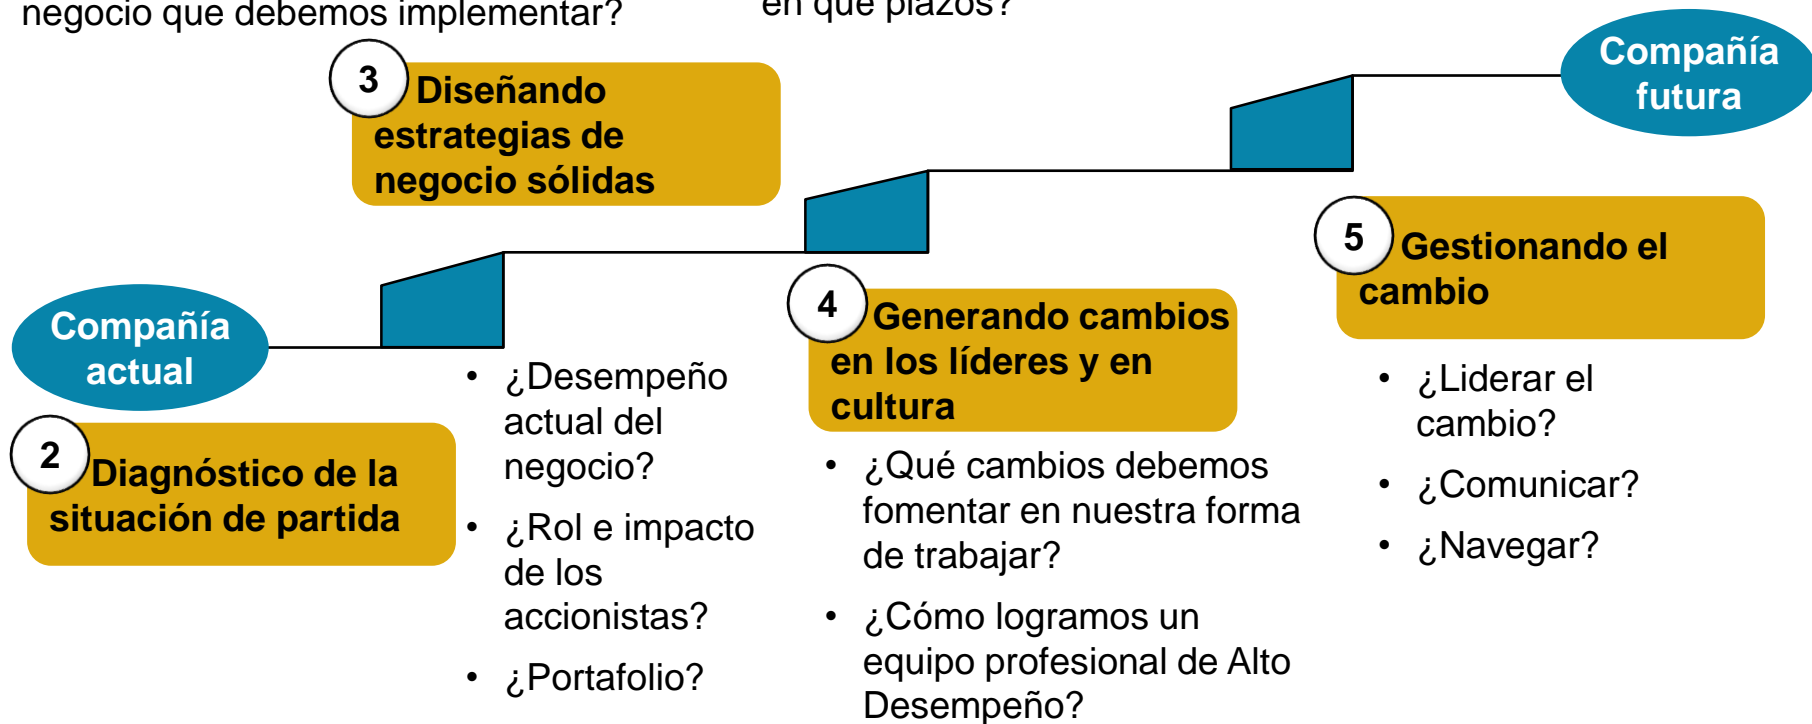 negocio que debemos implementar?
en qué plazos?
Compañía
futura
3
Diseñando
estrategias de
negocio sólidas
5
Gestionando el
cambio
Compañía
actual
4
Generando cambios
en los líderes y en
cultura
2
Diagnóstico de la
situación de partida
• ¿Desempeño
actual del
negocio?
• ¿Rol e impacto
de los
accionistas?
• ¿Portafolio?
• ¿Qué cambios debemos
fomentar en nuestra forma
de trabajar?
• ¿Cómo logramos un
equipo profesional de Alto
Desempeño?
• ¿Liderar el
cambio?
• ¿Comunicar?
• ¿Navegar?